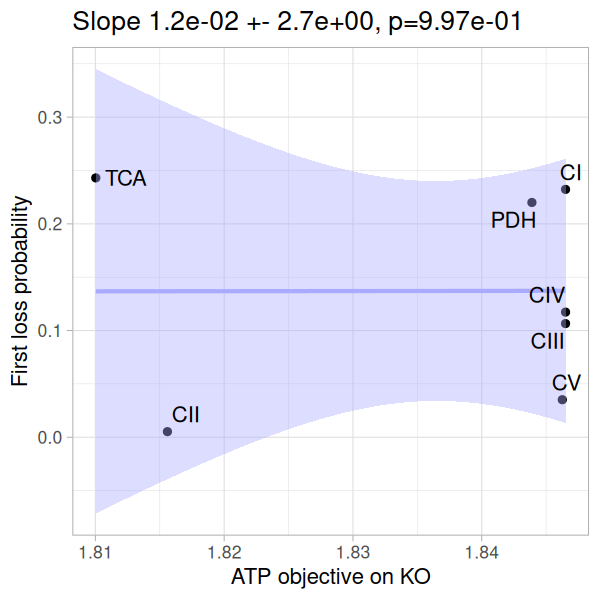 Slope 1.2e-02 +- 2.7e+00, p=9.97e-01
First loss probability
0.3
0.2
0.1
0.0
TCA
CI
PDH
CIV
CIII
CV
CII
1.81
1.82
1.83
1.84
ATP objective on KO